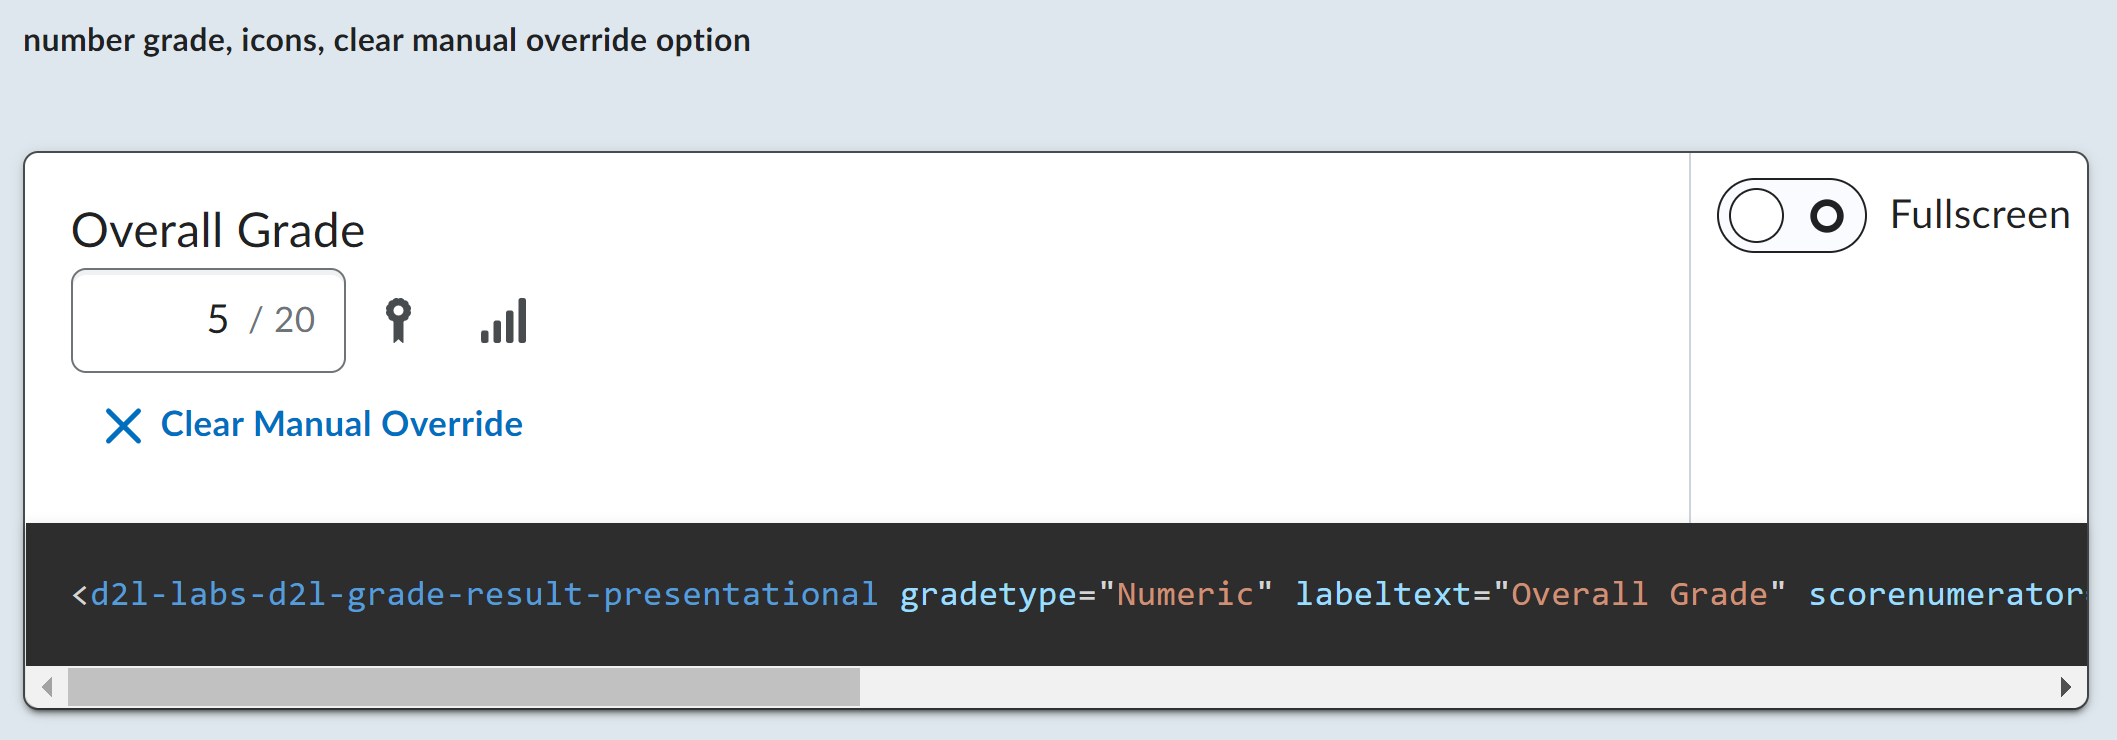 number grade, icons, clear manual override option
Overall Grade
Fullscreen
5 / 20
Clear Manual Override
<d2l-labs-d2l-grade-result-presentational gradetype="Numeric" labeltext="Overall Grade" scorenumerator